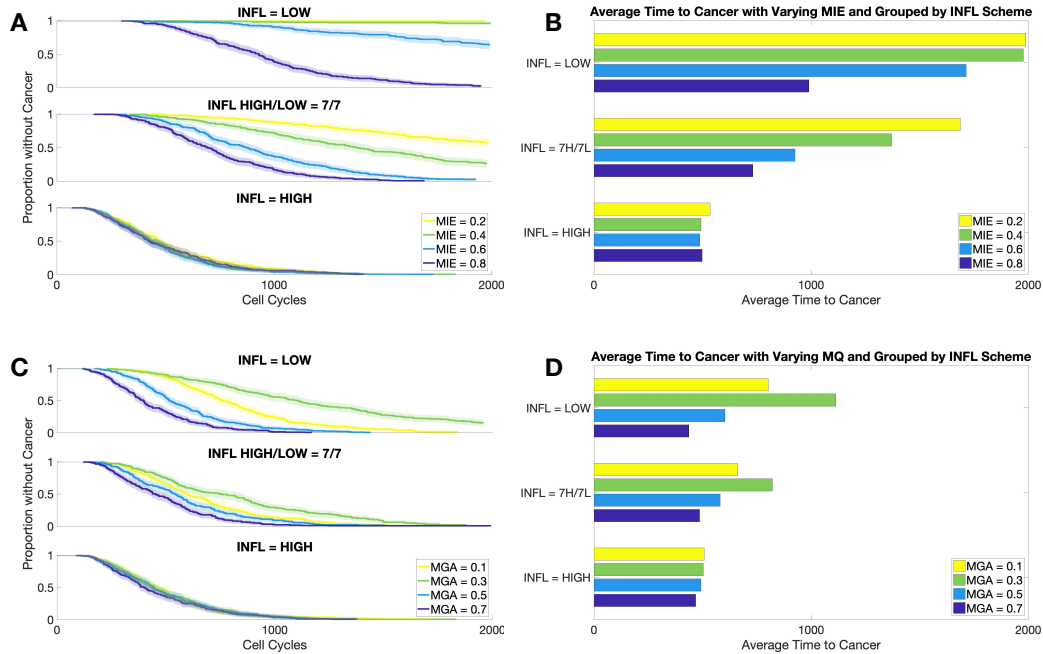 A
INFL = LOW
1
0.5
0
INFL HIGH/LOW = 7/7
1
0.5
0
INFL = HIGH
1
0.5
0
Proportion without Cancer
MIE = 0.2
MIE = 0.4
MIE = 0.6
MIE = 0.8
0
1000
2000
Cell Cycles
B
Average Time to Cancer with Varying MIE and Grouped by INFL Scheme
INFL = LOW
INFL = 7H/7L
INFL = HIGH
MIE = 0.2
MIE = 0.4
MIE = 0.6
MIE = 0.8
0
1000
2000
Average Time to Cancer
C
INFL = LOW
1
0.5
0
INFL HIGH/LOW = 7/7
1
0.5
0
INFL = HIGH
1
0.5
0
Proportion without Cancer
MGA = 0.1
MGA = 0.3
MGA = 0.5
MGA = 0.7
0
1000
2000
Cell Cycles
D
Average Time to Cancer with Varying MQ and Grouped by INFL Scheme
INFL = LOW
INFL = 7H/7L
INFL = HIGH
MGA = 0.1
MGA = 0.3
MGA = 0.5
MGA = 0.7
0
1000
2000
Average Time to Cancer